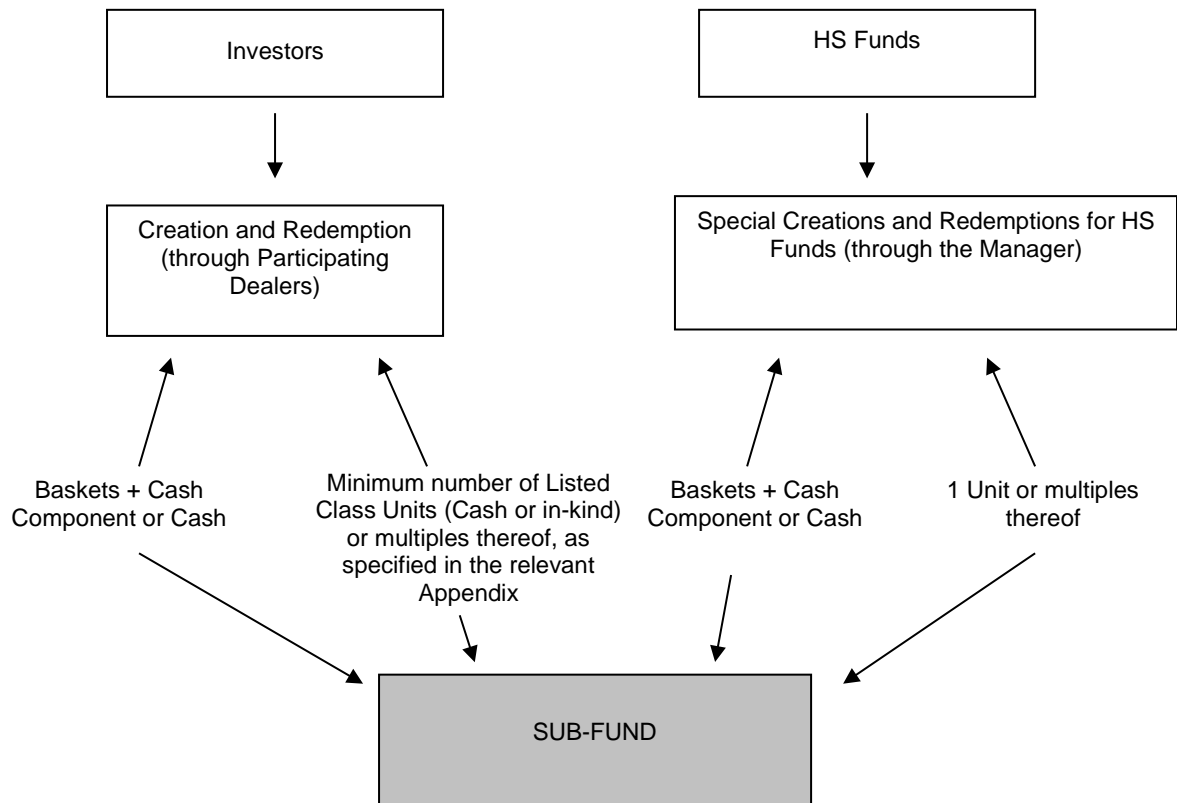 Investors
HS Funds
Creation and Redemption
(through Participating
Dealers)
Special Creations and Redemptions for HS
Funds (through the Manager)
Baskets + Cash
Component or Cash
Minimum number of Listed
Class Units (Cash or in-kind)
or multiples thereof, as
specified in the relevant
Appendix
Baskets + Cash
Component or Cash
1 Unit or multiples
thereof
SUB-FUND